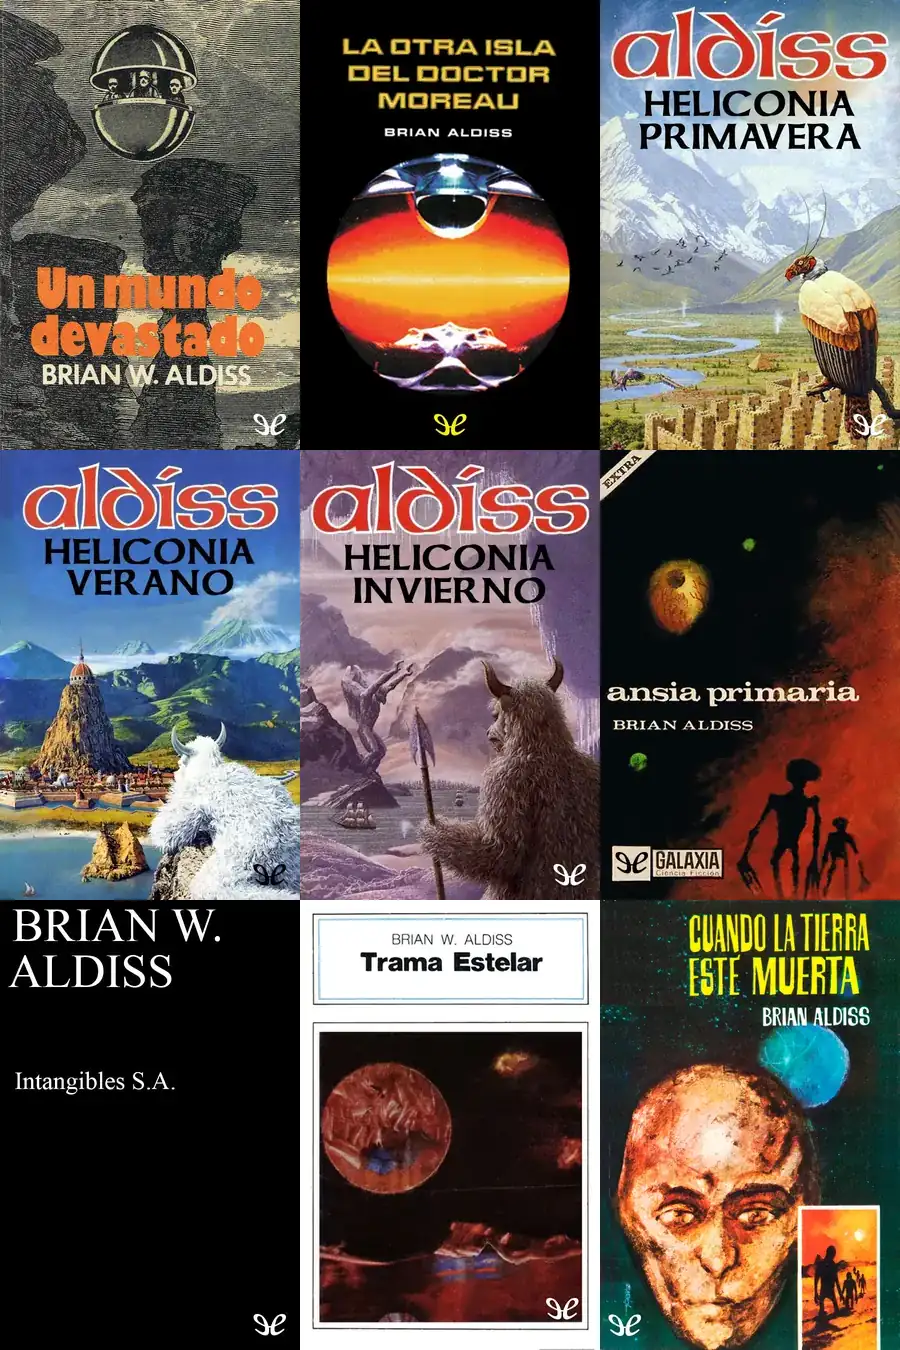 Un mundo
devastado
BRIAN W. ALDISS
LA OTRA ISLA
DEL DOCTOR
MOREAU
BRIAN ALDISS
aldíss
HELICONIA
PRIMAVERA
aldíss
HELICONIA
VERANO
aldíss
HELICONIA
INVIERNO
EXTRA
ansia primaria
BRIAN ALDISS
GALAXIA
Ciencia Ficción
BRIAN W.
ALDISS
Intangibles S.A.
BRIAN W. ALDISS
Trama Estelar
CUANDO LA TIERRA
ESTÉ MUERTA
BRIAN ALDISS